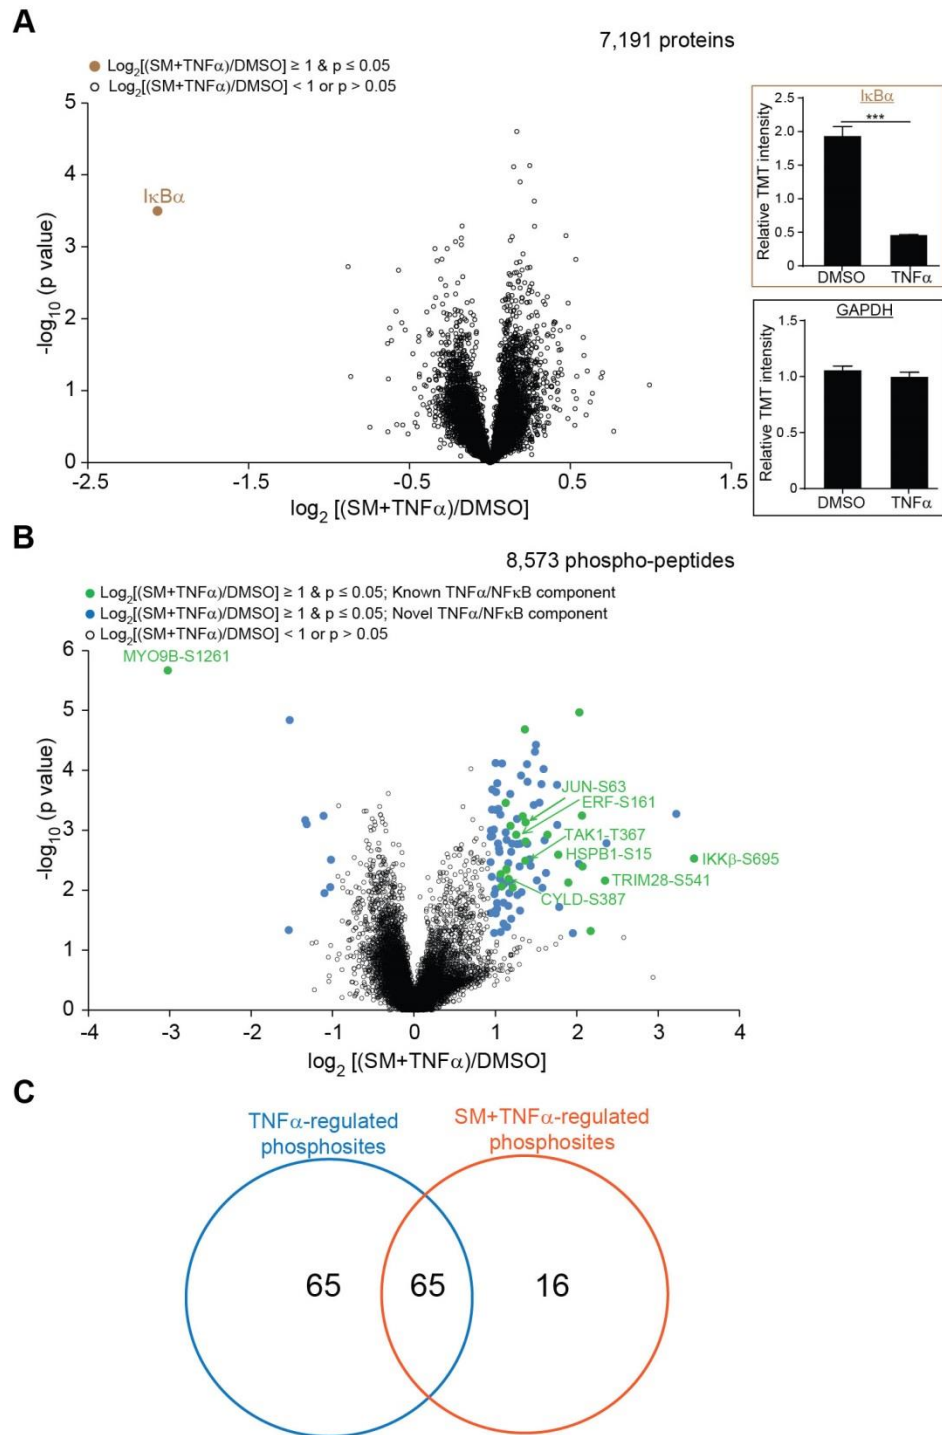 A
7,191 proteins
Log₂[(SM+TNFα)/DMSO] ≥ 1 & p ≤ 0.05
Log₂[(SM+TNFα)/DMSO] < 1 or p > 0.05
5
4
3
2
1
0
-log₁₀ (p value)
IκBα
-2.5
-1.5
-0.5
0.5
1.5
log₂ [(SM+TNFα)/DMSO]
IκBα
***
2.5
2.0
1.5
1.0
0.5
0
Relative TMT intensity
DMSO TNFα
GAPDH
1.5
1.0
0.5
0
Relative TMT intensity
DMSO TNFα
B
8,573 phospho-peptides
Log₂[(SM+TNFα)/DMSO] ≥ 1 & p ≤ 0.05; Known TNFα/NFκB component
Log₂[(SM+TNFα)/DMSO] ≥ 1 & p ≤ 0.05; Novel TNFα/NFκB component
Log₂[(SM+TNFα)/DMSO] < 1 or p > 0.05
6
5
4
3
2
1
0
-log₁₀ (p value)
MYO9B-S1261
JUN-S63
ERF-S161
TAK1-T367
HSPB1-S15
IKKβ-S695
TRIM28-S541
CYLD-S387
-4
-3
-2
-1
0
1
2
3
4
log₂ [(SM+TNFα)/DMSO]
C
TNFα-regulated
phosphosites
SM+TNFα-regulated
phosphosites
65
65
16